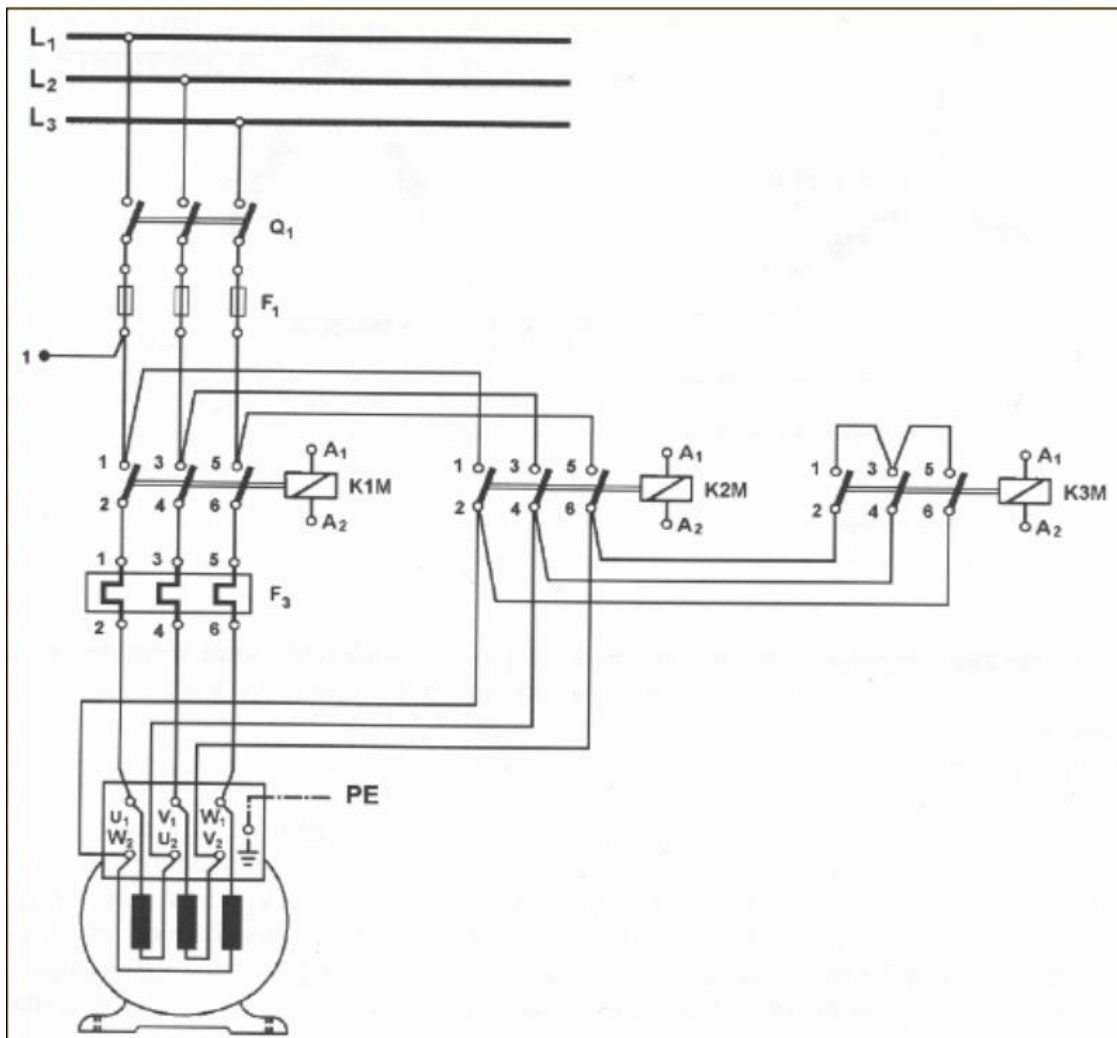 L₁
L₂
L₃
Q₁
F₁
1
1 3 5 A₁ K1M A₂
2 4 6
1 3 5 A₁ K2M A₂
2 4 6
1 3 5 A₁ K3M A₂
2 4 6
1 3 5
F₃
2 4 6
PE
U₁ V₁ W₁
W₂ U₂ V₂